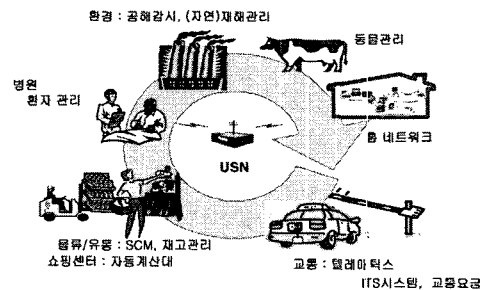 환경 : 공해감시, (자연)재해관리
동물관리
병원
환자 관리
홈 네트워크
USN
물류/유통 : SCM, 재고관리
쇼핑센터 : 자동계산대
교통 : 텔레마틱스
ITS시스템, 교통요금